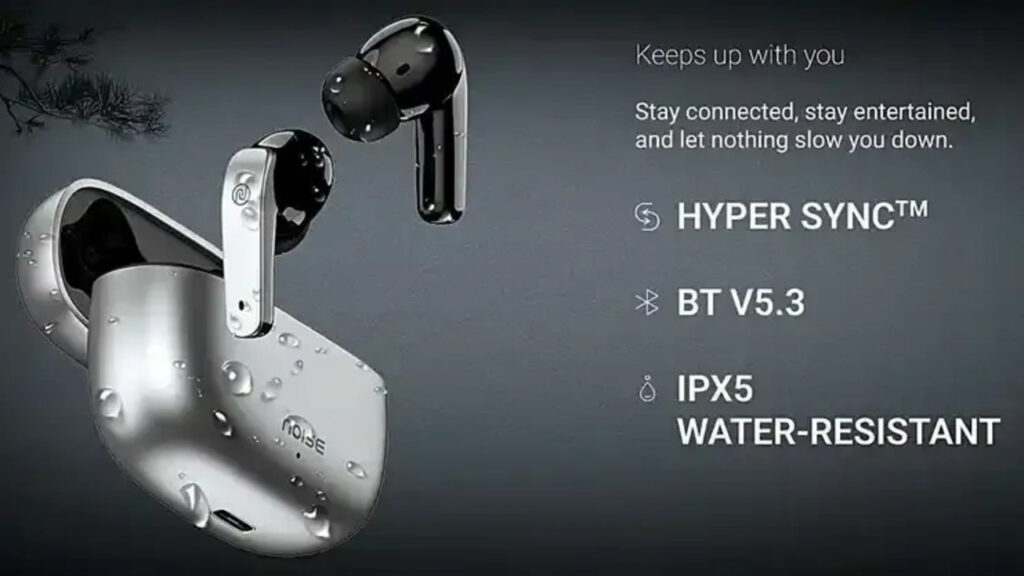 Keeps up with you
Stay connected, stay entertained,
and let nothing slow you down.
HYPER SYNC™
BT V5.3
IPX5
WATER-RESISTANT
NOISE